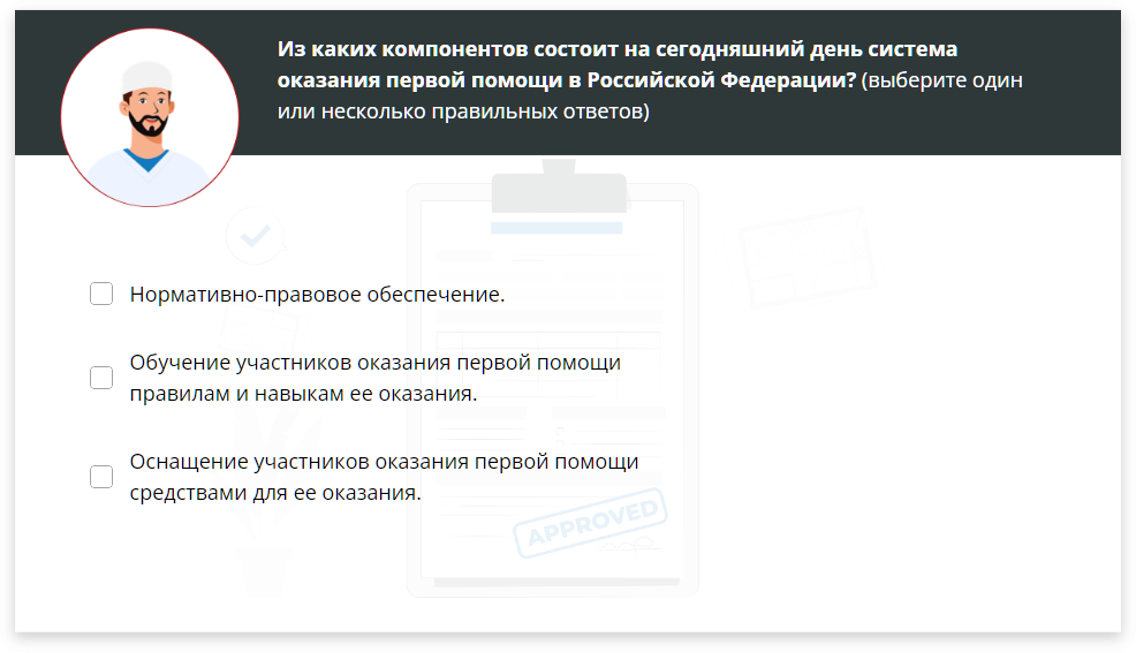 Из каких компонентов состоит на сегодняшний день система
оказания первой помощи в Российской Федерации? (выберите один
или несколько правильных ответов)
Нормативно-правовое обеспечение.
Обучение участников оказания первой помощи
правилам и навыкам ее оказания.
Оснащение участников оказания первой помощи
средствами для ее оказания.
APPROVED